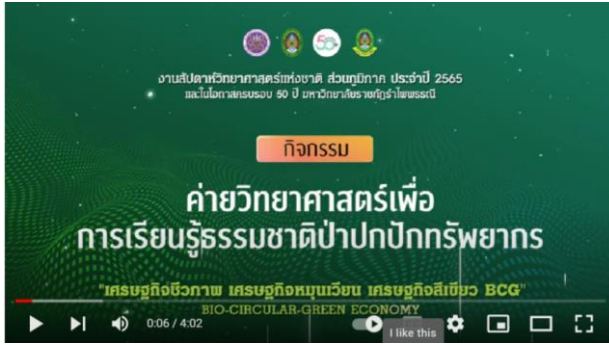 งานสัปดาห์วิทยาศาสตร์แห่งชาติ ส่วนภูมิภาค ประจำปี 2565
และในโอกาสครบรอบ 50 ปี มหาวิทยาลัยราชภัฏรำไพพรรณี
กิจกรรม
ค่ายวิทยาศาสตร์เพื่อ
การเรียนรู้ธรรมชาติป่าปกปักทรัพยากร
"เศรษฐกิจชีวภาพ เศรษฐกิจหมุนเวียน เศรษฐกิจสีเขียว BCG"
BIO-CIRCULAR-GREEN ECONOMY
0:06 / 4:02
I like this